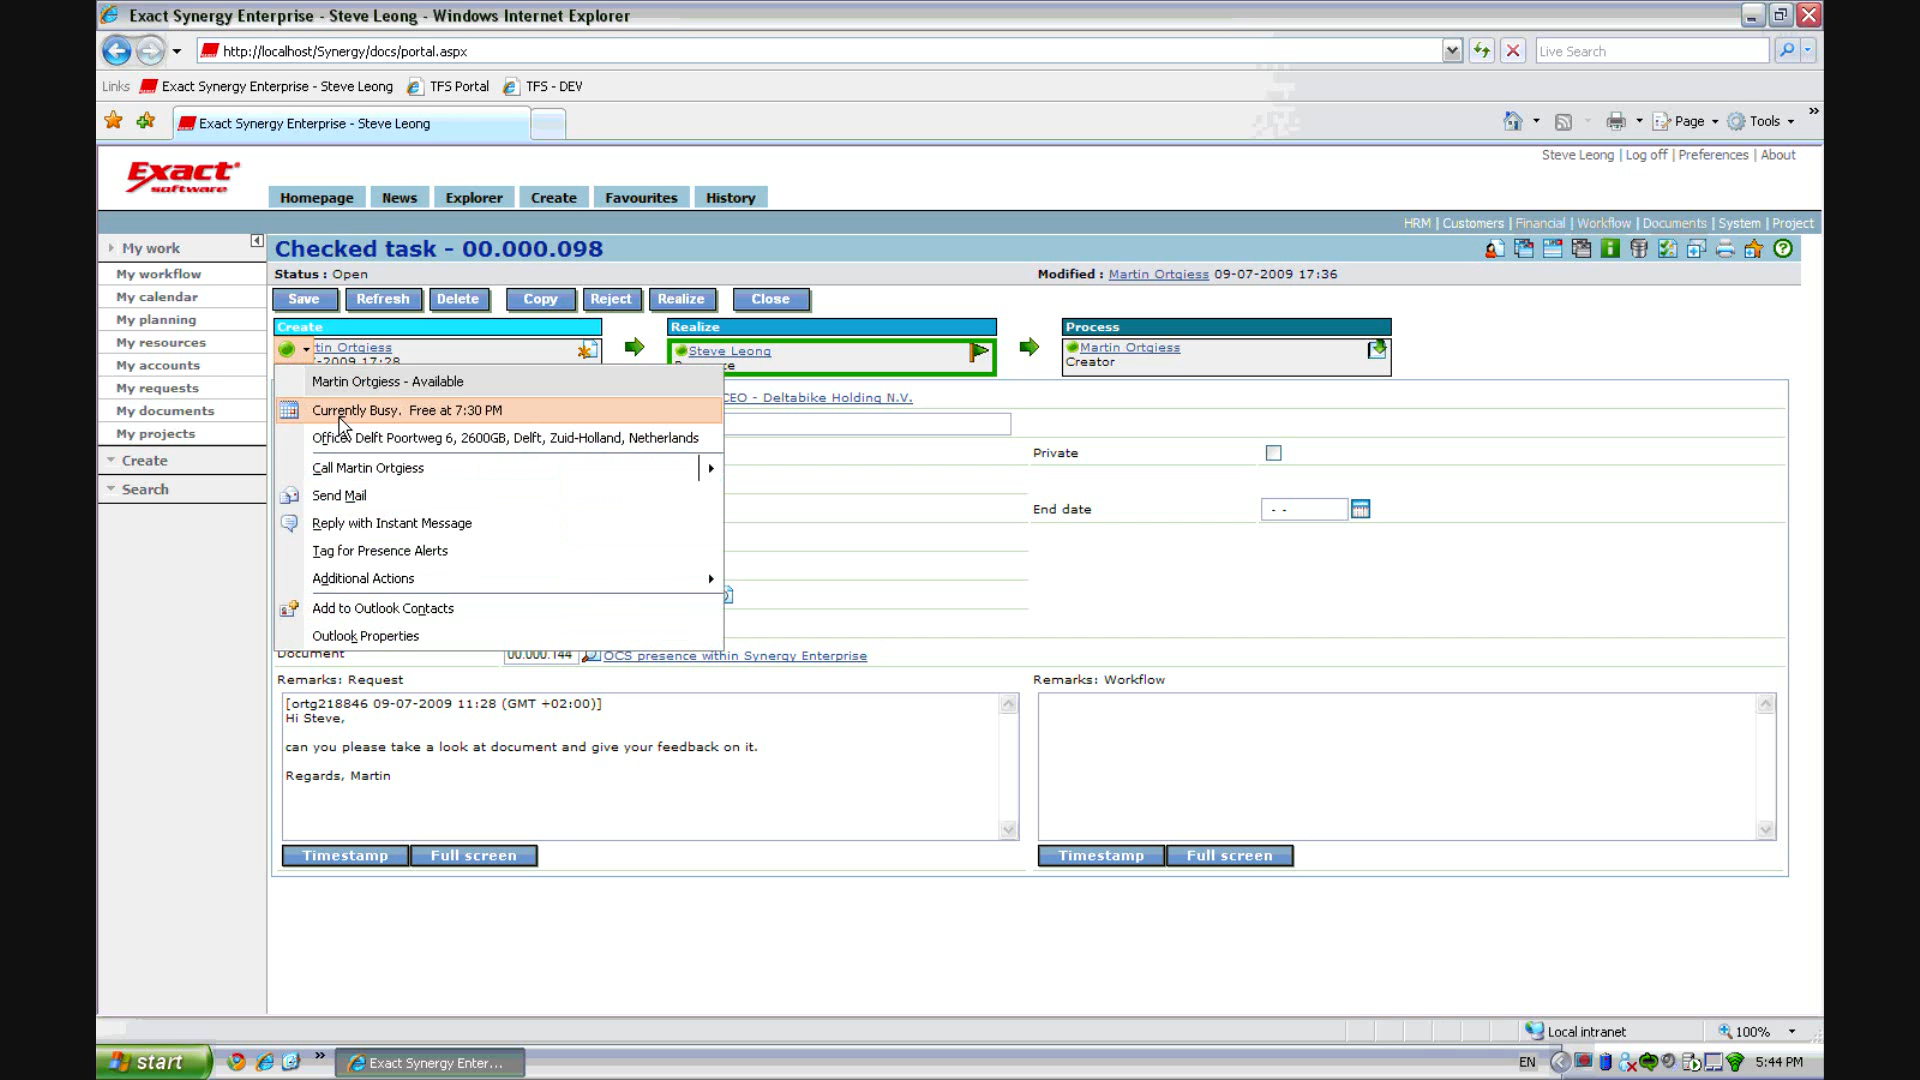 Exact Synergy Enterprise - Steve Leong - Windows Internet Explorer
http://localhost/Synergy/docs/portal.aspx
Live Search
Links Exact Synergy Enterprise - Steve Leong TFS Portal TFS - DEV
Exact Synergy Enterprise - Steve Leong
Page Tools
Steve Leong | Log off | Preferences | About
Exact software
Homepage News Explorer Create Favourites History
HRM | Customers | Financial | Workflow | Documents | System | Project
My work
My workflow
My calendar
My planning
My resources
My accounts
My requests
My documents
My projects
Create
Search
Checked task - 00.000.098
Status : Open Modified : Martin Ortgiess 09-07-2009 17:36
Save Refresh Delete Copy Reject Realize Close
Create Realize Process
tin Ortgiess Steve Leong Martin Ortgiess
-2009 17:28 Creator
Martin Ortgiess - Available
Currently Busy. Free at 7:30 PM
Office: Delft Poortweg 6, 2600GB, Delft, Zuid-Holland, Netherlands
Call Martin Ortgiess
Send Mail
Reply with Instant Message
Tag for Presence Alerts
Additional Actions
Add to Outlook Contacts
Outlook Properties
CEO - Deltabike Holding N.V.
Private
End date - -
Document 00.000.144 OCS presence within Synergy Enterprise
Remarks: Request Remarks: Workflow
[ortg218846 09-07-2009 11:28 (GMT +02:00)]
Hi Steve,
can you please take a look at document and give your feedback on it.
Regards, Martin
Timestamp Full screen Timestamp Full screen
Local intranet 100%
start Exact Synergy Enter... EN 5:44 PM